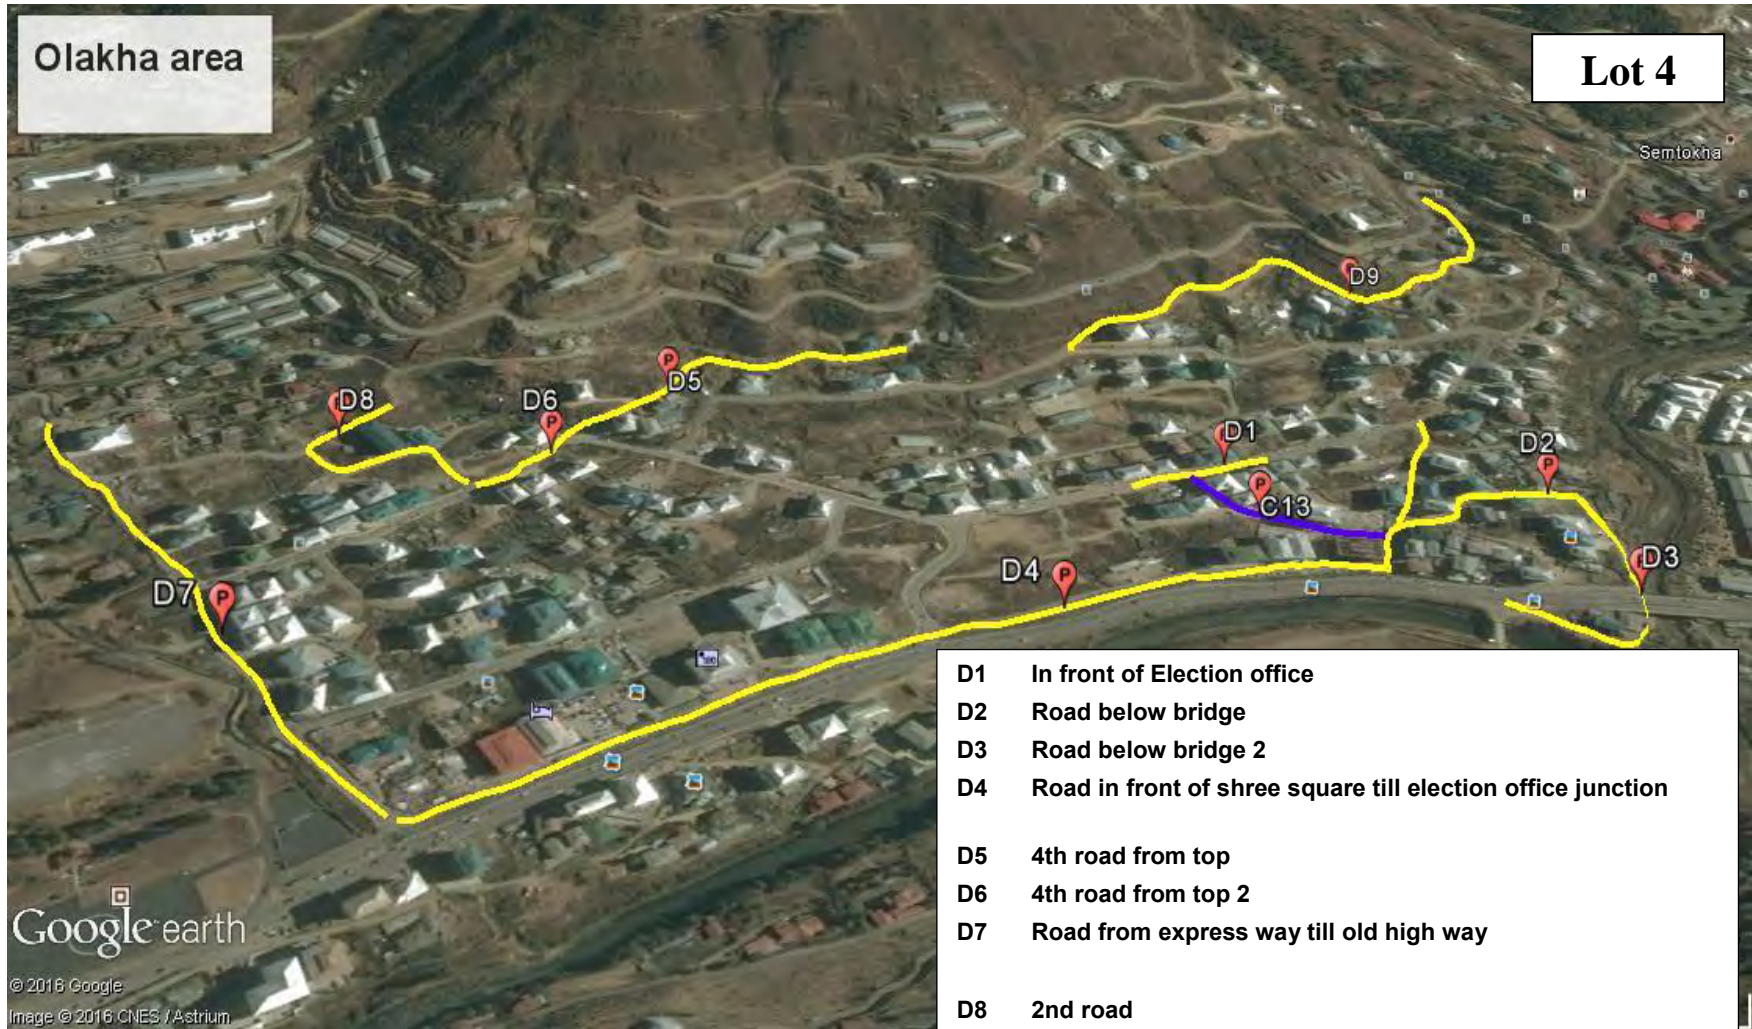 Olakha area
Lot 4
Semtokha
D9
D5
D8
D6
D1
D2
C13
D3
D4
D7
D1 In front of Election office
D2 Road below bridge
D3 Road below bridge 2
D4 Road in front of shree square till election office junction
D5 4th road from top
D6 4th road from top 2
D7 Road from express way till old high way
D8 2nd road
Google earth
© 2016 Google
Image © 2016 CNES / Astrium